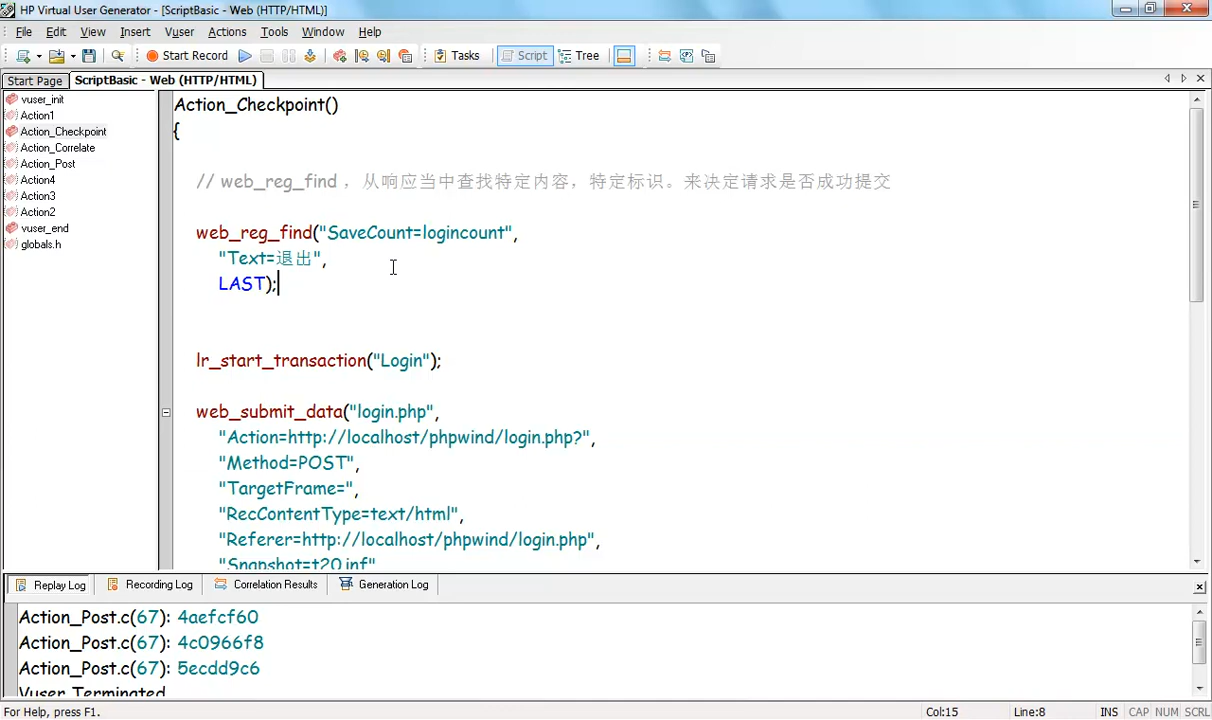 HP Virtual User Generator - [ScriptBasic - Web (HTTP/HTML)]
File Edit View Insert Vuser Actions Tools Window Help
Start Record Tasks Script Tree
Start Page ScriptBasic - Web (HTTP/HTML)
vuser_init
Action1
Action_Checkpoint
Action_Correlate
Action_Post
Action4
Action3
Action2
vuser_end
globals.h
Action_Checkpoint()
{
// web_reg_find ，从响应当中查找特定内容，特定标识。来决定请求是否成功提交
web_reg_find("SaveCount=logincount",
"Text=退出",
LAST);
lr_start_transaction("Login");
web_submit_data("login.php",
"Action=http://localhost/phpwind/login.php?",
"Method=POST",
"TargetFrame=",
"RecContentType=text/html",
"Referer=http://localhost/phpwind/login.php",
"Snapshot=t20.inf"
Replay Log Recording Log Correlation Results Generation Log
Action_Post.c(67): 4aefcf60
Action_Post.c(67): 4c0966f8
Action_Post.c(67): 5ecdd9c6
Vuser Terminated
For Help, press F1. Col:15 Line:8 INS CAP NUM SCRL